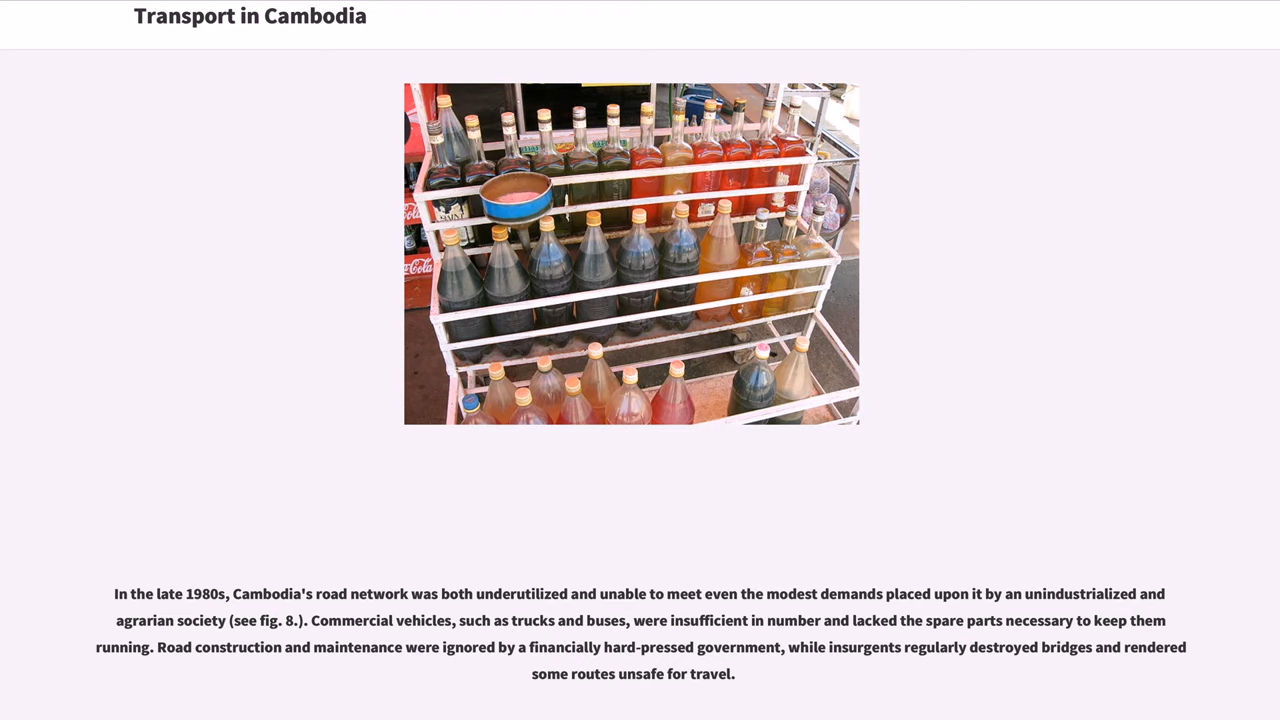 Transport in Cambodia
Coca
Coca-Cola
In the late 1980s, Cambodia's road network was both underutilized and unable to meet even the modest demands placed upon it by an unindustrialized and
agrarian society (see fig. 8.). Commercial vehicles, such as trucks and buses, were insufficient in number and lacked the spare parts necessary to keep them
running. Road construction and maintenance were ignored by a financially hard-pressed government, while insurgents regularly destroyed bridges and rendered
some routes unsafe for travel.